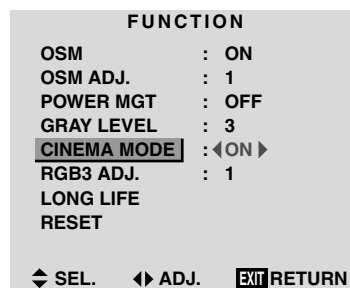 FUNCTION
OSM : ON
OSM ADJ. : 1
POWER MGT : OFF
GRAY LEVEL : 3
CINEMA MODE : ON
RGB3 ADJ. : 1
LONG LIFE
RESET
SEL. ADJ. EXIT RETURN